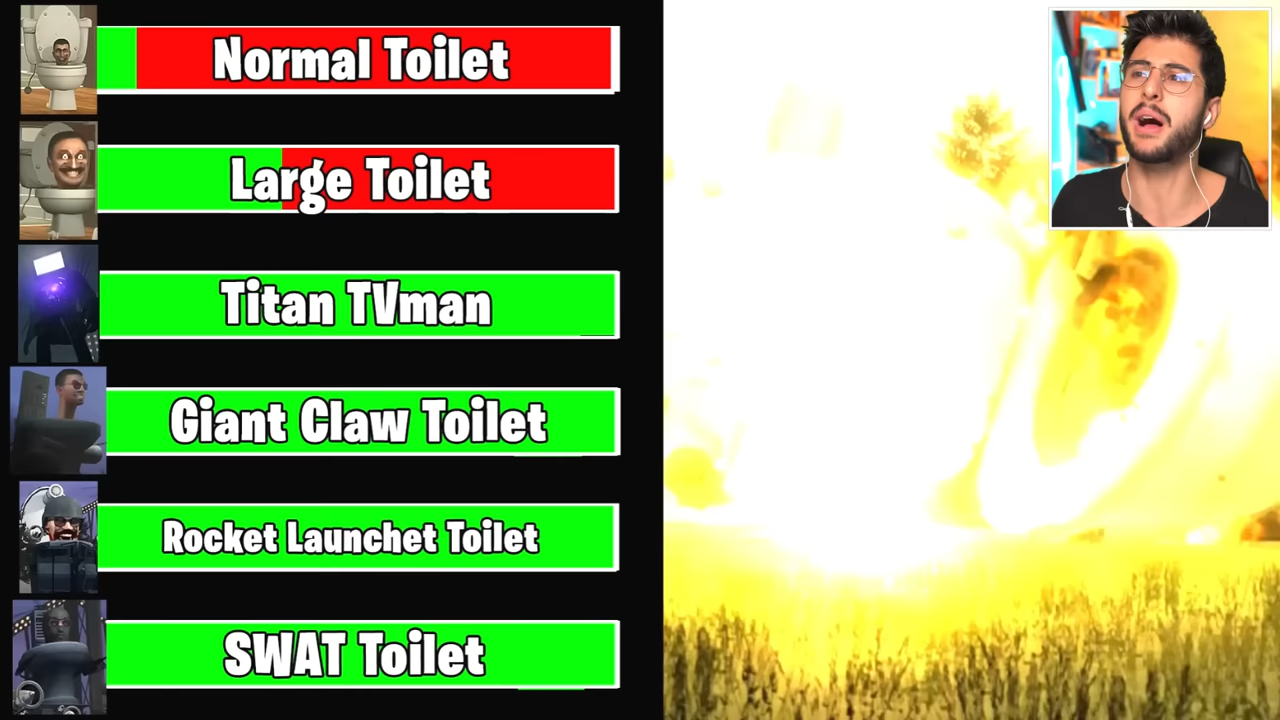 Normal Toilet
Large Toilet
Titan TVman
Giant Claw Toilet
Rocket Launchet Toilet
SWAT Toilet